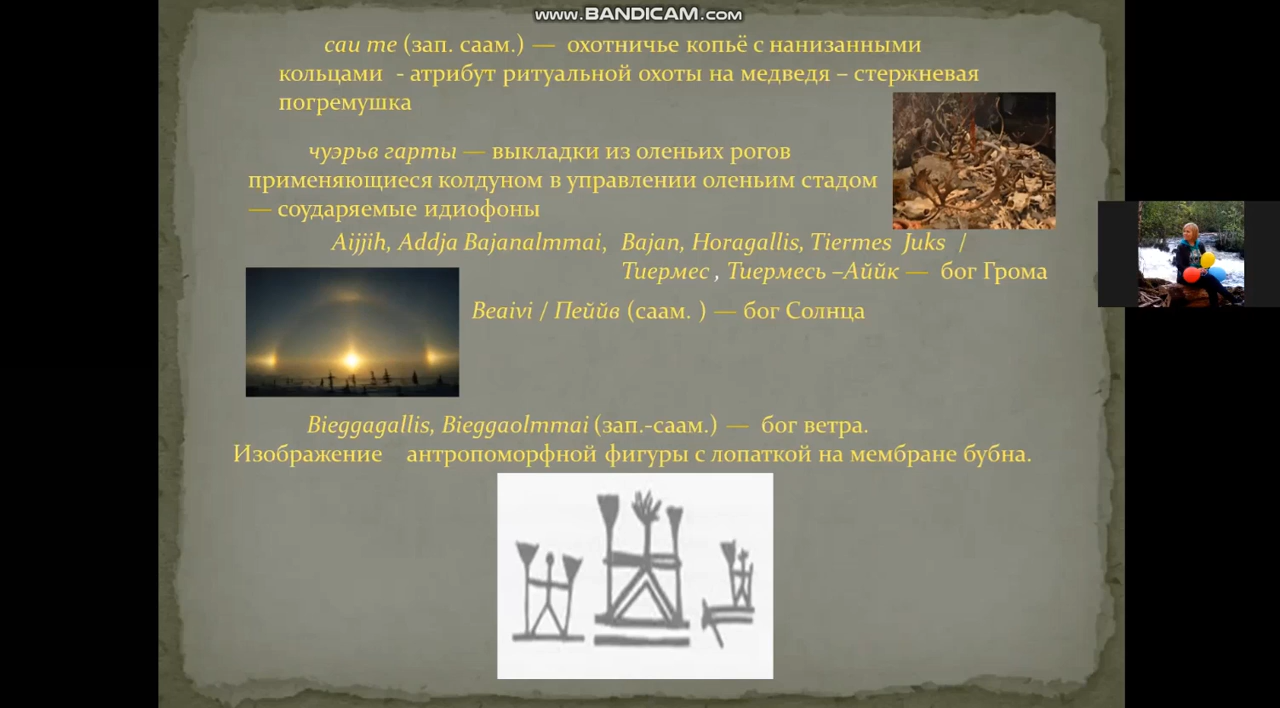 www.BANDICAM.com
саи те (зап. саам.) — охотничье копьё с нанизанными
кольцами - атрибут ритуальной охоты на медведя – стержневая
погремушка
чуэрьв гарты — выкладки из оленьих рогов
применяющиеся колдуном в управлении оленьим стадом
— соударяемые идиофоны
Aijjih, Addja Bajanalmmai, Bajan, Horagallis, Tiermes Juks /
Тиермес , Тиермесь –Аййк — бог Грома
Beaivi / Пеййв (саам. ) — бог Солнца
Bieggagallis, Bieggaolmmai (зап.-саам.) — бог ветра.
Изображение антропоморфной фигуры с лопаткой на мембране бубна.